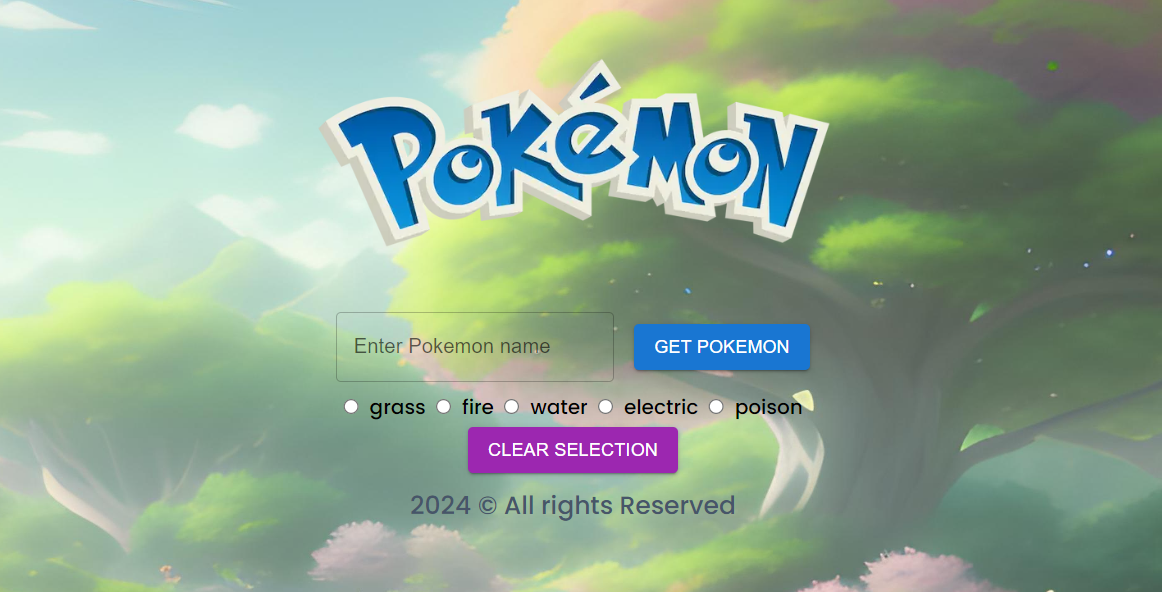 POKéMON
Enter Pokemon name
GET POKEMON
grass fire water electric poison
CLEAR SELECTION
2024 © All rights Reserved